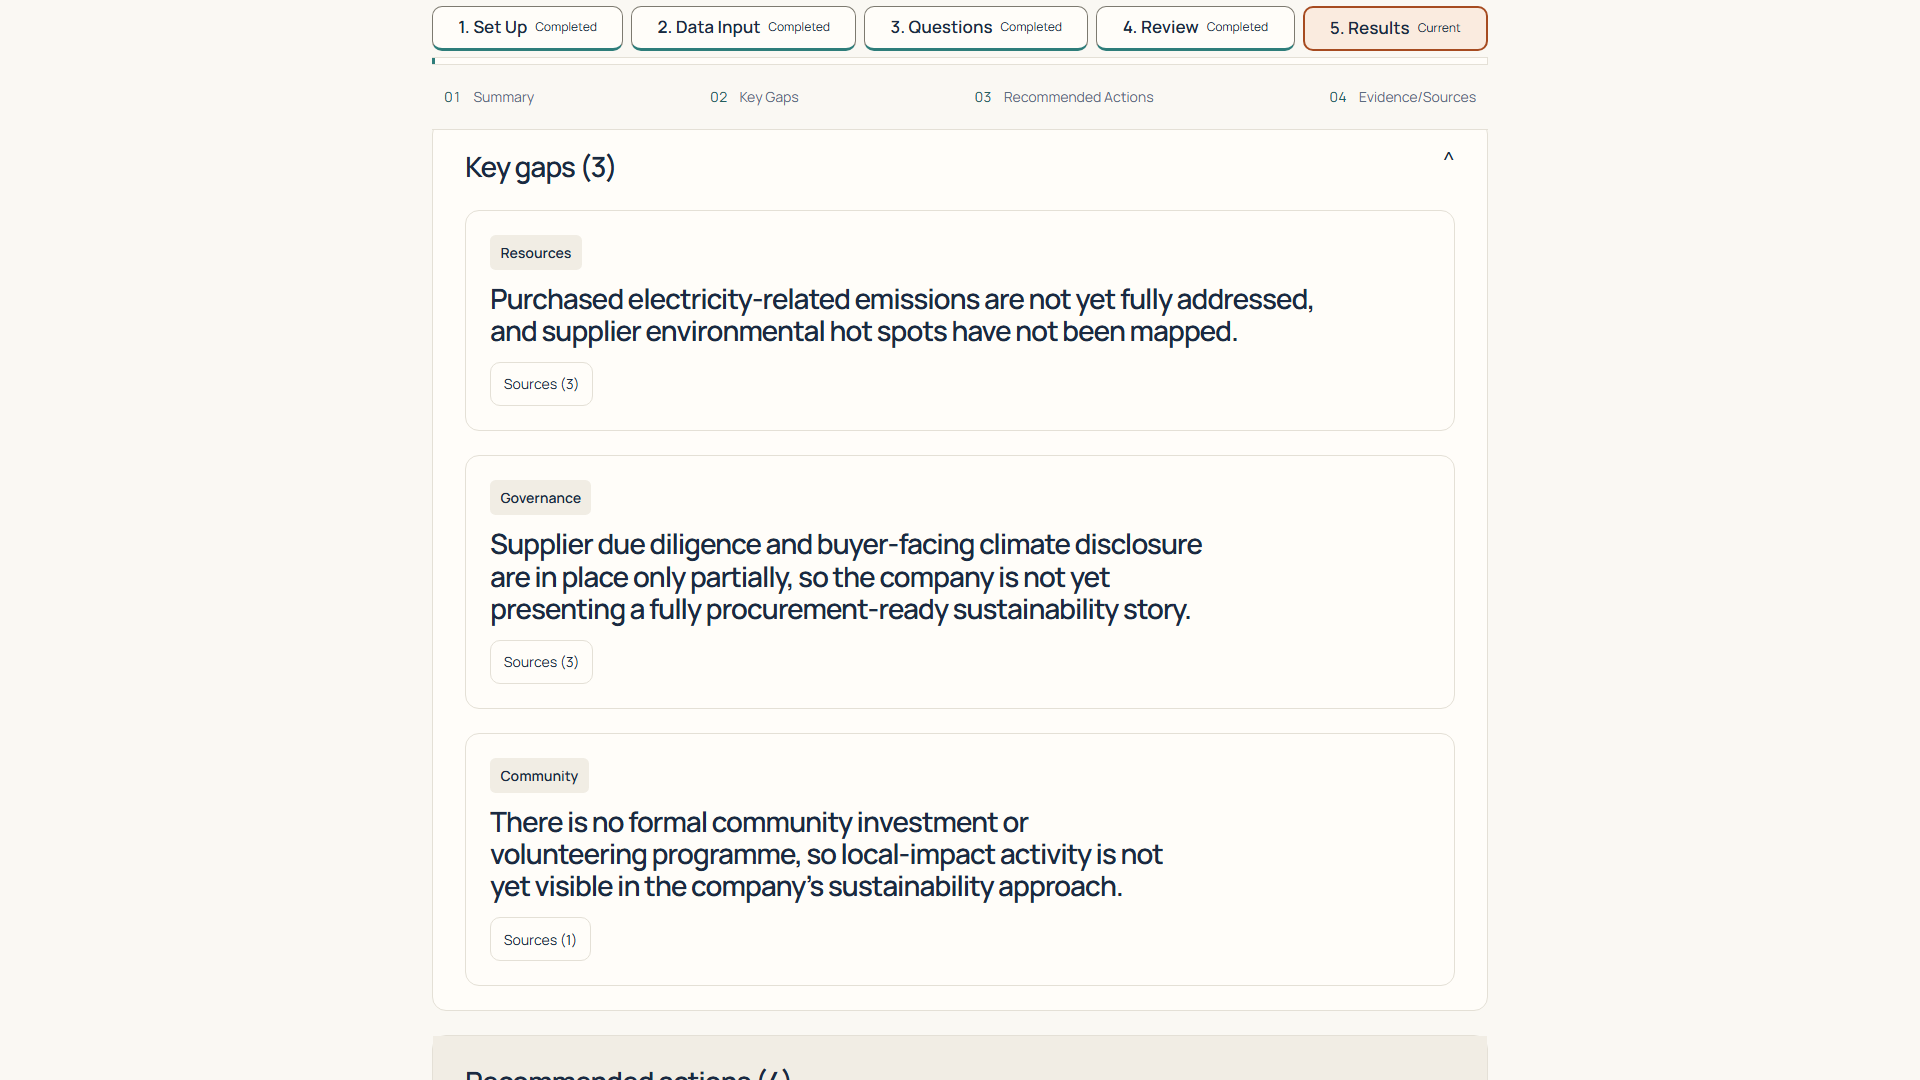 1. Set Up Completed
2. Data Input Completed
3. Questions Completed
4. Review Completed
5. Results Current
01 Summary
02 Key Gaps
03 Recommended Actions
04 Evidence/Sources
Key gaps (3)
^
Resources
Purchased electricity-related emissions are not yet fully addressed,
and supplier environmental hot spots have not been mapped.
Sources (3)
Governance
Supplier due diligence and buyer-facing climate disclosure
are in place only partially, so the company is not yet
presenting a fully procurement-ready sustainability story.
Sources (3)
Community
There is no formal community investment or
volunteering programme, so local-impact activity is not
yet visible in the company’s sustainability approach.
Sources (1)
Recommended actions (4)